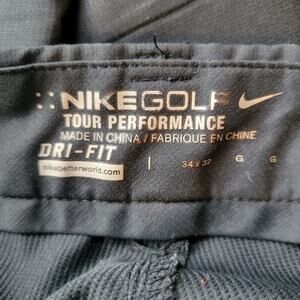 NIKEGOLF
TOUR PERFORMANCE
MADE IN CHINA / FABRIQUE EN CHINE
DRI-FIT
nikebetterworld.com
34 x 32 G G